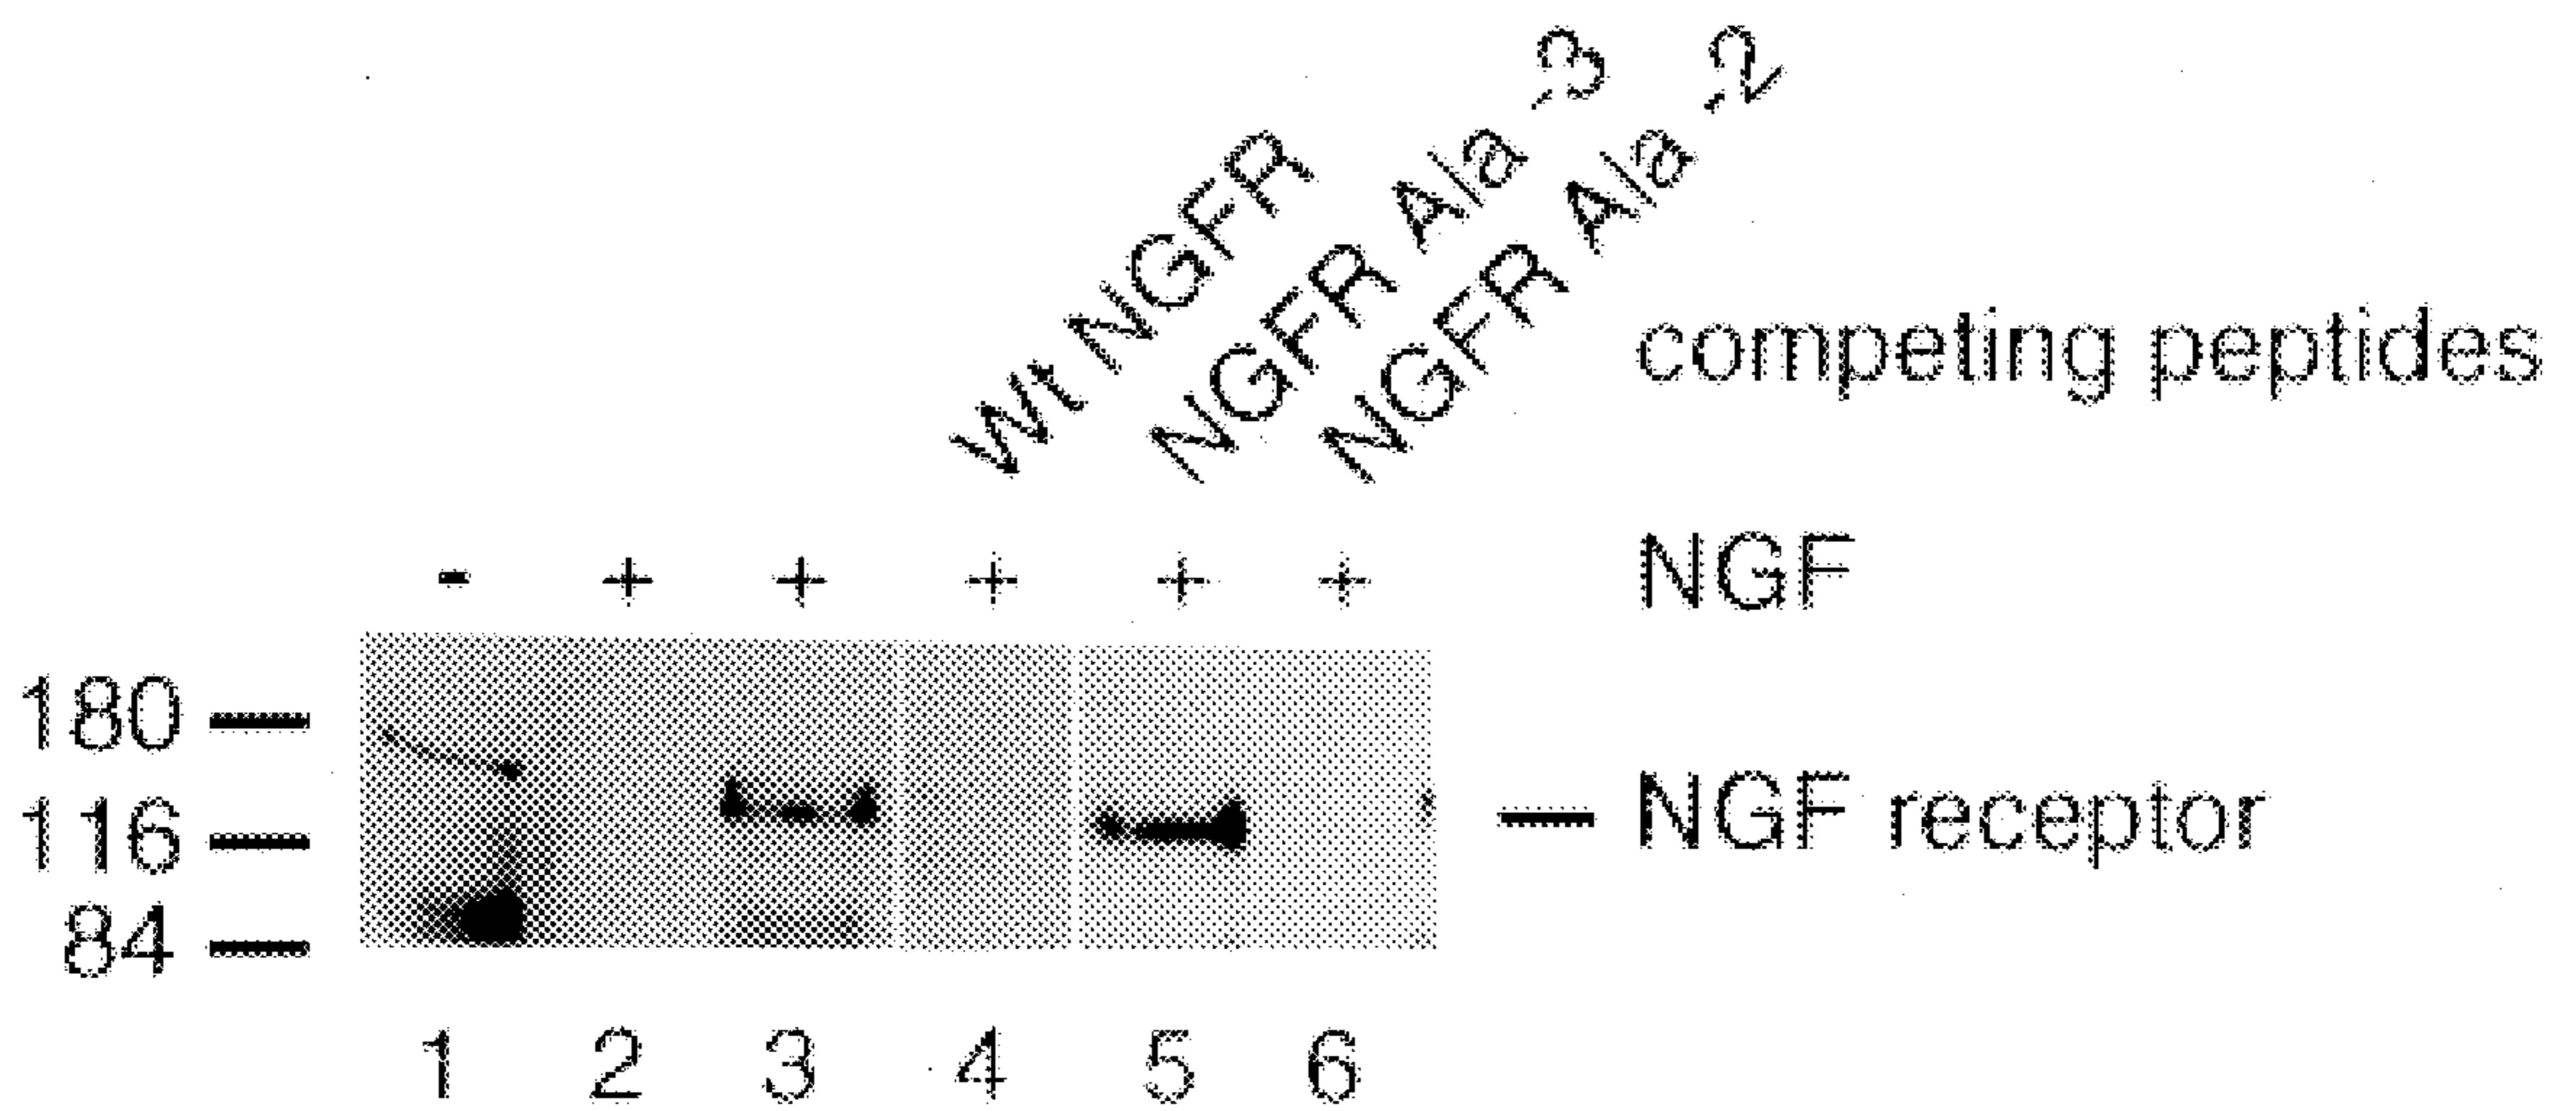 Wt NGFR
NGFR Ala -3
NGFR Ala -2
competing peptides
- + + + + + NGF
180
116
84
NGF receptor
1 2 3 4 5 6